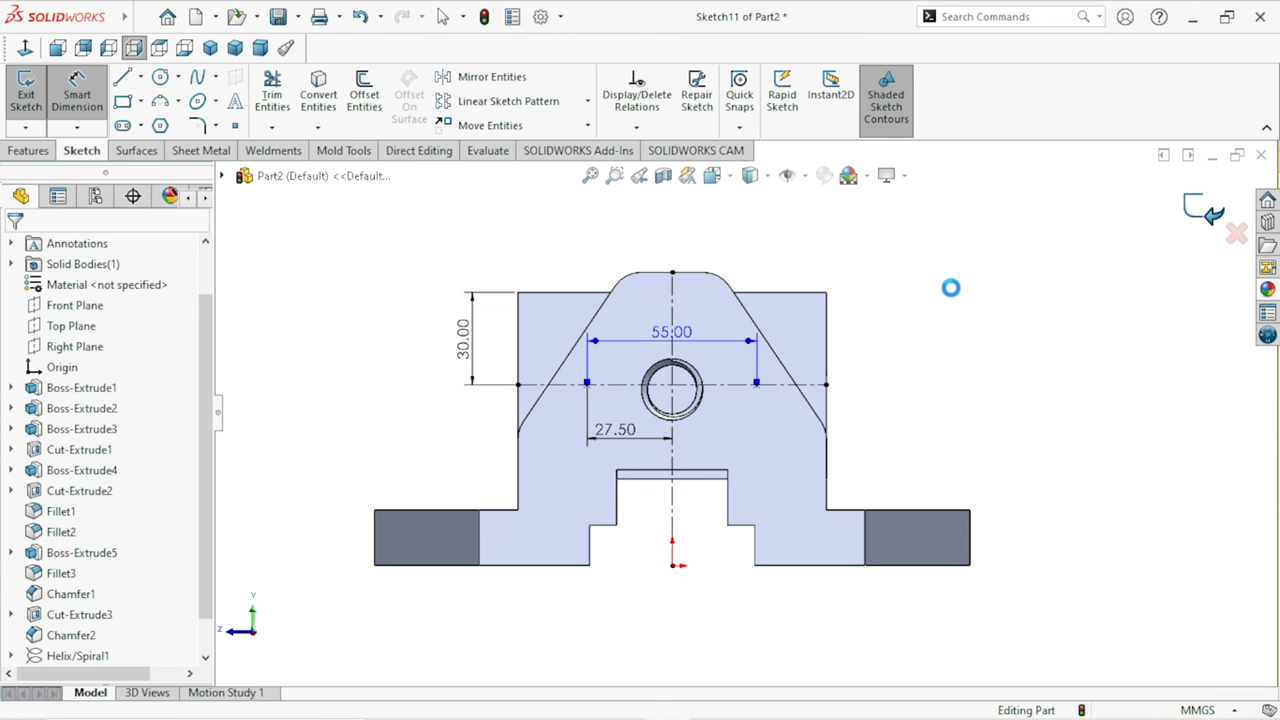 SOLIDWORKS
Sketch11 of Part2 *
Search Commands
Exit Sketch
Smart Dimension
Trim Entities
Convert Entities
Offset Entities
Offset On Surface
Mirror Entities
Linear Sketch Pattern
Move Entities
Display/Delete Relations
Repair Sketch
Quick Snaps
Rapid Sketch
Instant2D
Shaded Sketch Contours
Features
Sketch
Surfaces
Sheet Metal
Weldments
Mold Tools
Direct Editing
Evaluate
SOLIDWORKS Add-Ins
SOLIDWORKS CAM
Part2 (Default) <<Default...
Annotations
Solid Bodies(1)
Material <not specified>
Front Plane
Top Plane
Right Plane
Origin
Boss-Extrude1
Boss-Extrude2
Boss-Extrude3
Cut-Extrude1
Boss-Extrude4
Cut-Extrude2
Fillet1
Fillet2
Boss-Extrude5
Fillet3
Chamfer1
Cut-Extrude3
Chamfer2
Helix/Spiral1
30.00
55.00
27.50
Y
Z
Model
3D Views
Motion Study 1
Editing Part
MMGS